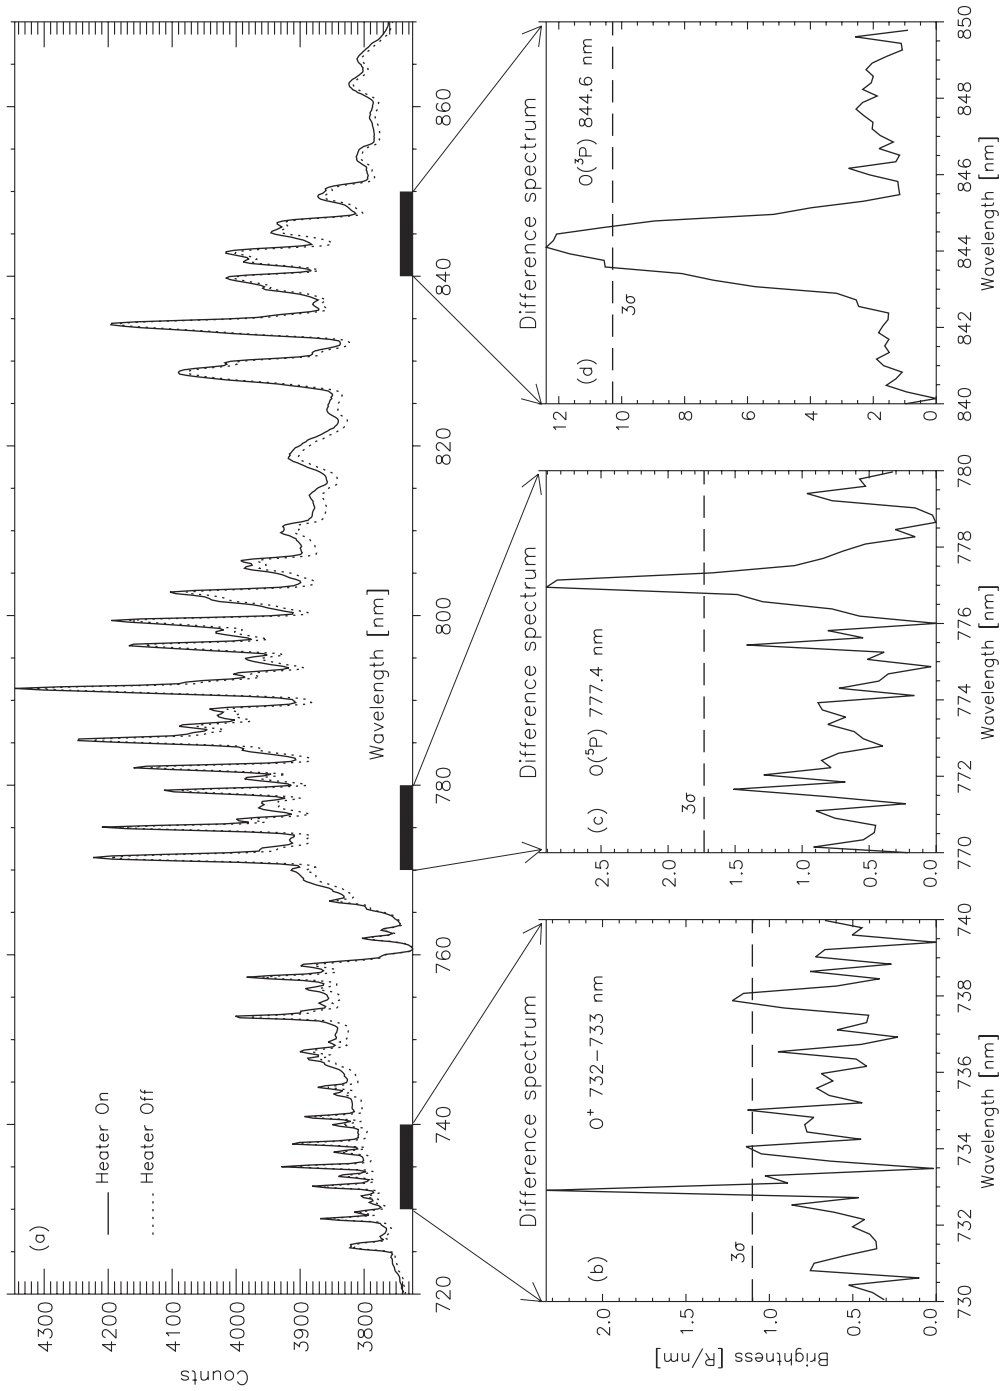 (a)
Heater On
Heater Off
Counts
4300
4200
4100
4000
3900
3800
720
740
760
780
800
820
840
860
Wavelength [nm]
Difference spectrum
(b)
O⁺ 732−733 nm
3σ
Brightness [R/nm]
2.0
1.5
1.0
0.5
0.0
730
732
734
736
738
740
Wavelength [nm]
Difference spectrum
(c)
O(⁵P) 777.4 nm
3σ
2.5
2.0
1.5
1.0
0.5
0.0
770
772
774
776
778
780
Wavelength [nm]
Difference spectrum
(d)
O(³P) 844.6 nm
3σ
12
10
8
6
4
2
0
840
842
844
846
848
850
Wavelength [nm]